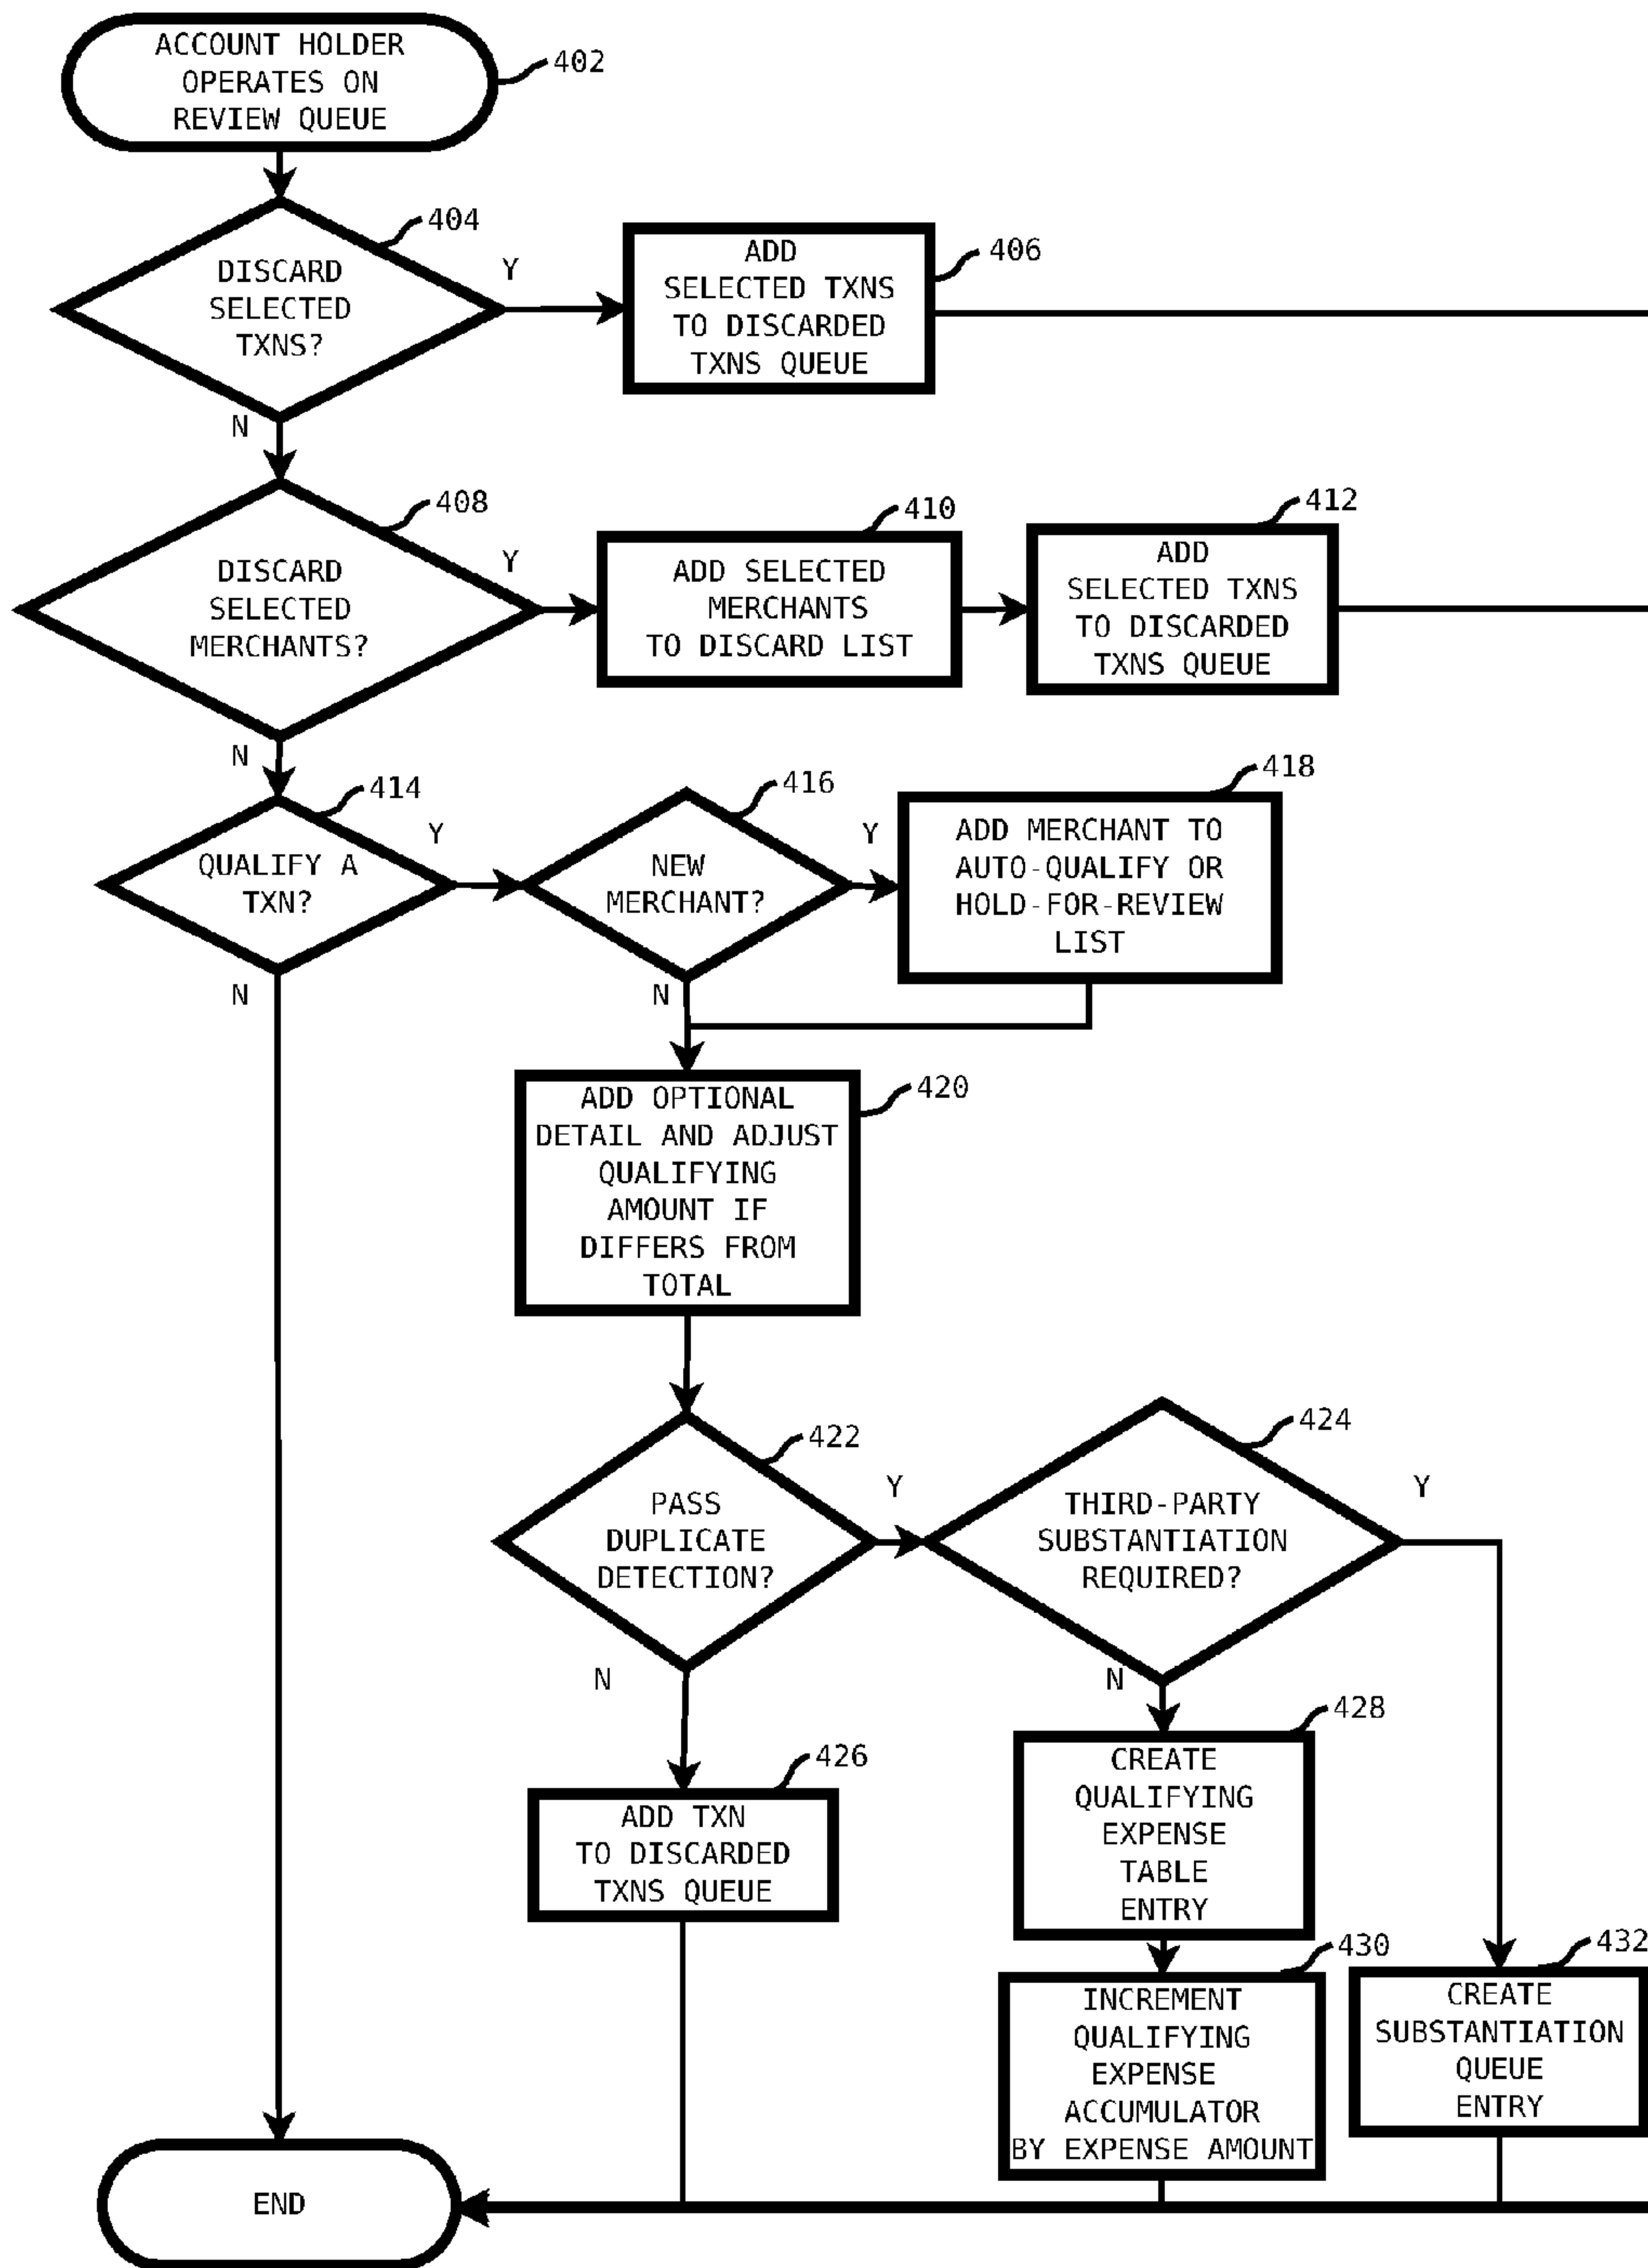 ACCOUNT HOLDER
OPERATES ON
REVIEW QUEUE
402
404
DISCARD
SELECTED
TXNS?
Y
N
ADD
SELECTED TXNS
TO DISCARDED
TXNS QUEUE
406
408
DISCARD
SELECTED
MERCHANTS?
Y
N
410
ADD SELECTED
MERCHANTS
TO DISCARD LIST
412
ADD
SELECTED TXNS
TO DISCARDED
TXNS QUEUE
414
QUALIFY A
TXN?
Y
N
416
NEW
MERCHANT?
Y
N
418
ADD MERCHANT TO
AUTO-QUALIFY OR
HOLD-FOR-REVIEW
LIST
420
ADD OPTIONAL
DETAIL AND ADJUST
QUALIFYING
AMOUNT IF
DIFFERS FROM
TOTAL
422
PASS
DUPLICATE
DETECTION?
Y
N
424
THIRD-PARTY
SUBSTANTIATION
REQUIRED?
Y
N
426
ADD TXN
TO DISCARDED
TXNS QUEUE
428
CREATE
QUALIFYING
EXPENSE
TABLE
ENTRY
430
INCREMENT
QUALIFYING
EXPENSE
ACCUMULATOR
BY EXPENSE AMOUNT
432
CREATE
SUBSTANTIATION
QUEUE
ENTRY
END